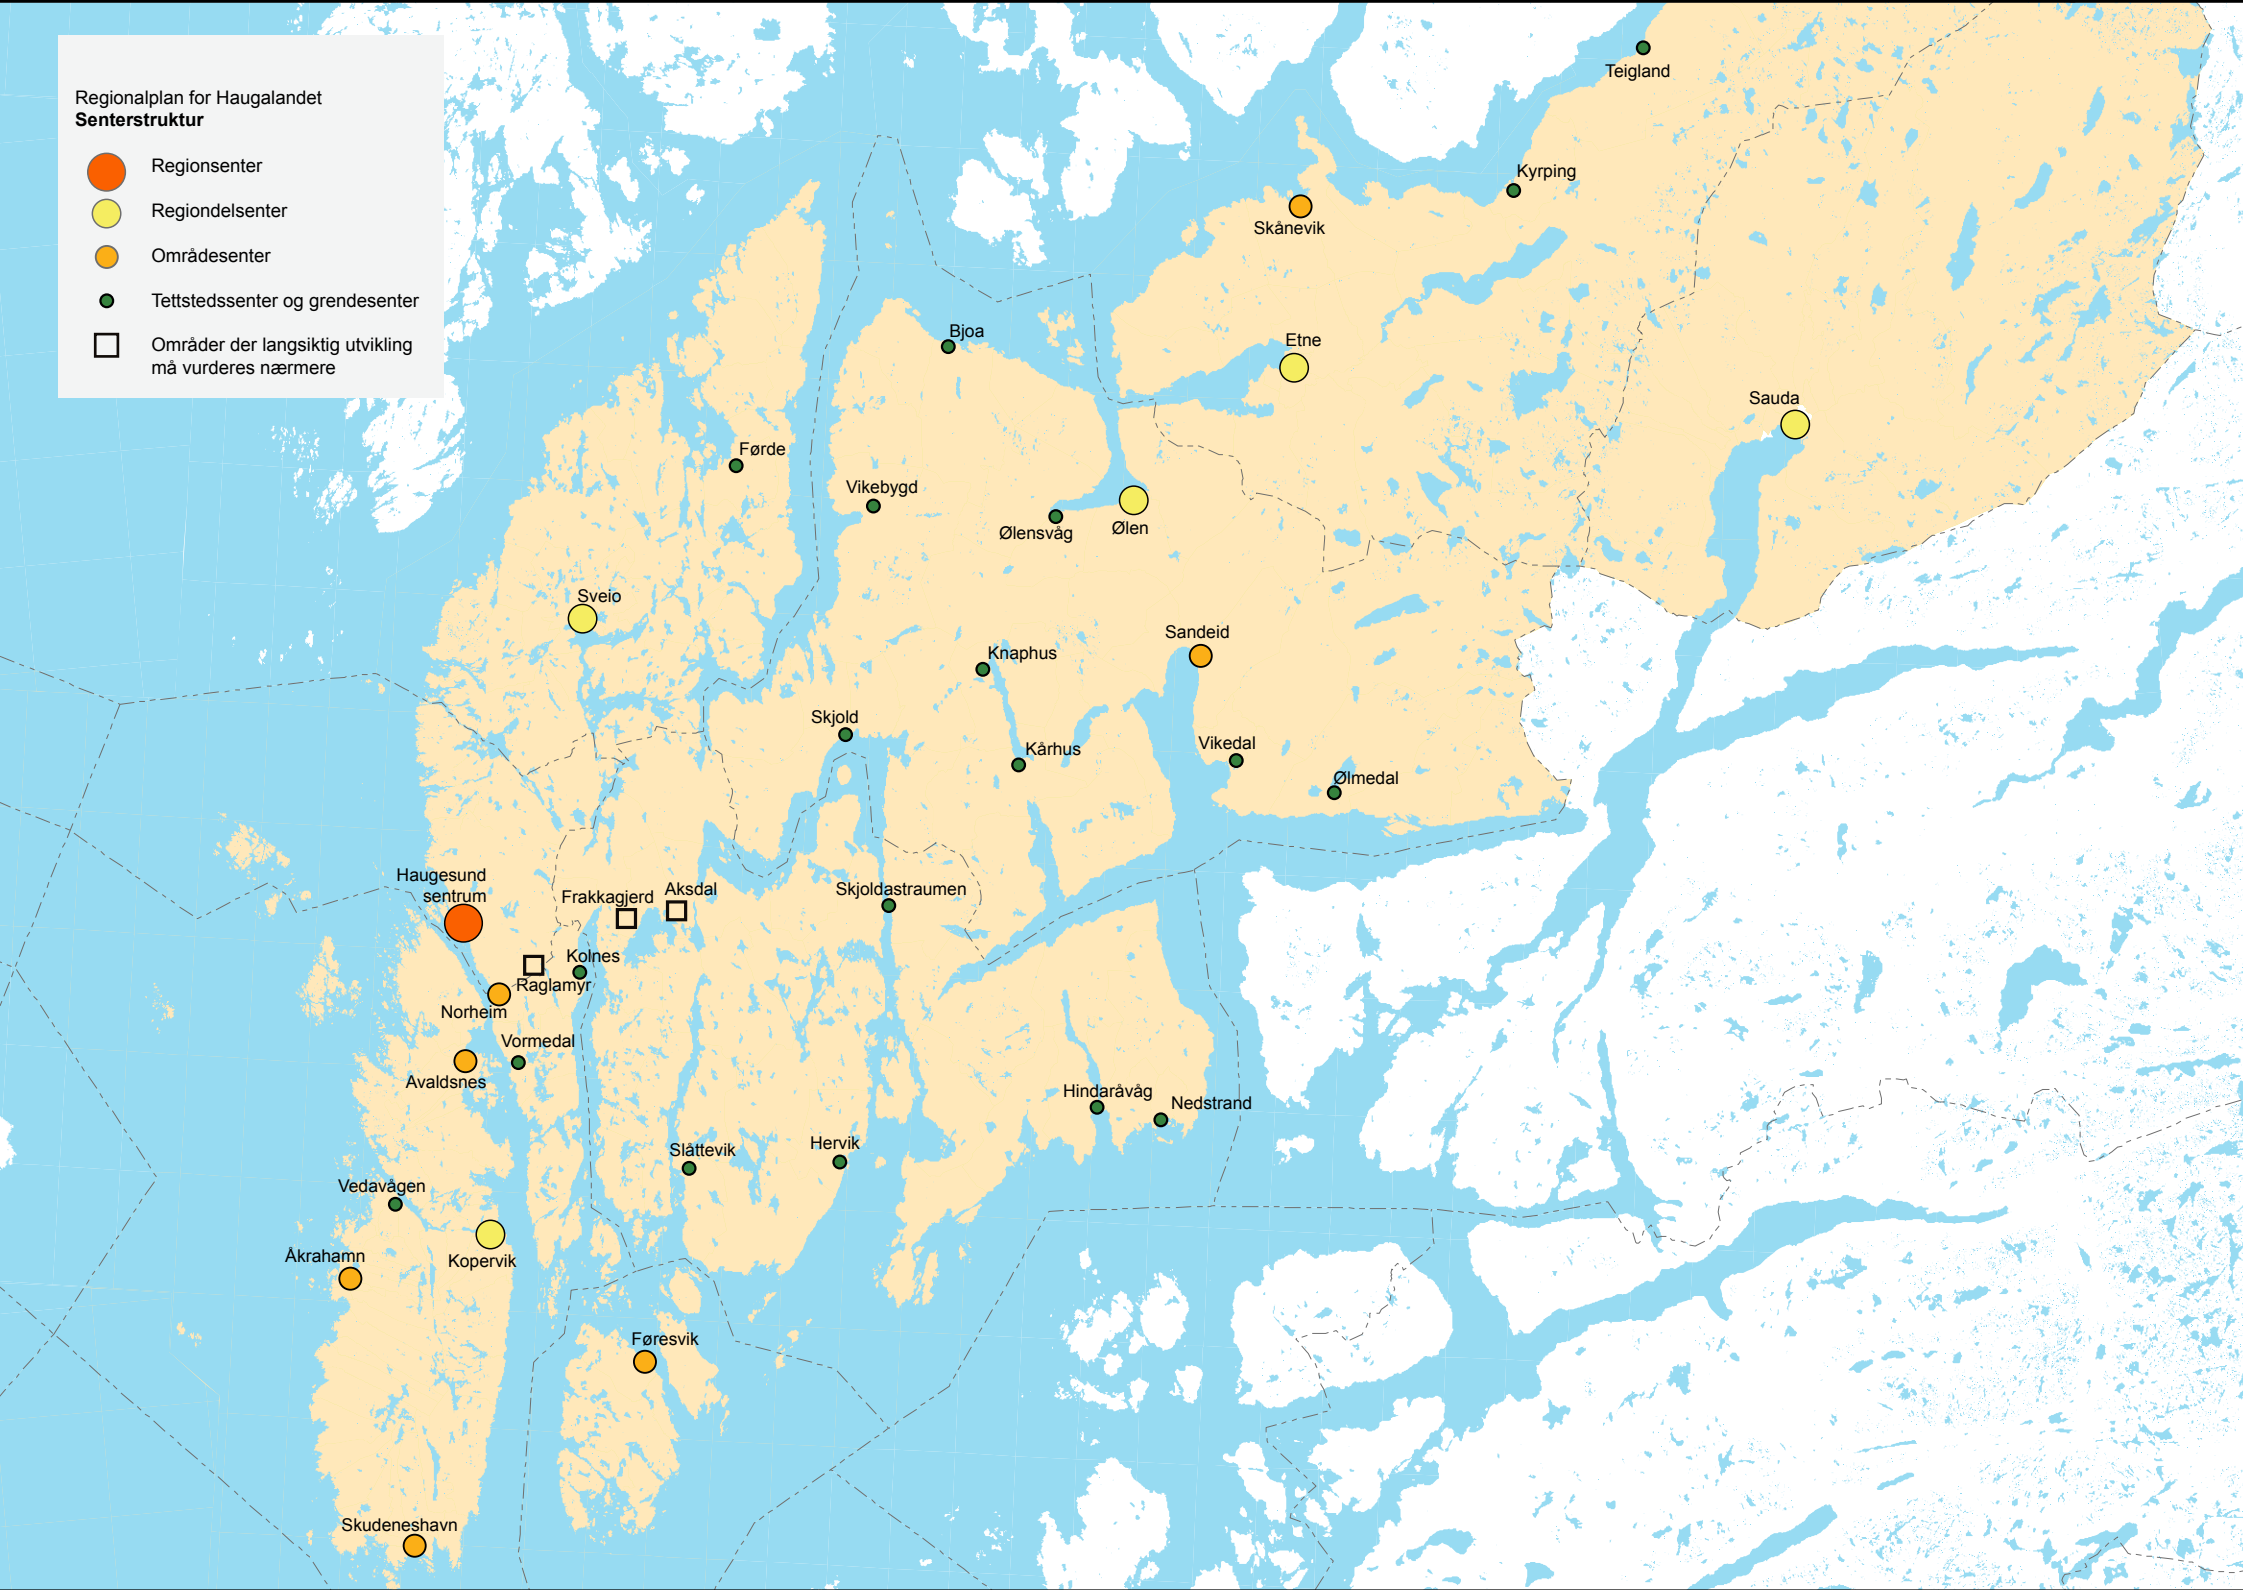 Regionalplan for Haugalandet
Senterstruktur
Regionsenter
Regiondelsenter
Områdesenter
Tettstedssenter og grendesenter
Områder der langsiktig utvikling
må vurderes nærmere
Teigland
Kyrping
Skånevik
Bjoa
Etne
Sauda
Førde
Vikebygd
Ølensvåg
Ølen
Sveio
Sandeid
Knaphus
Skjold
Kårhus
Vikedal
Ølmedal
Haugesund
sentrum
Frakkagjerd
Aksdal
Skjoldastraumen
Kolnes
Raglamyr
Norheim
Vormedal
Avaldsnes
Hindaråvåg
Nedstrand
Slåttevik
Hervik
Vedavågen
Kopervik
Åkrahamn
Føresvik
Skudeneshavn